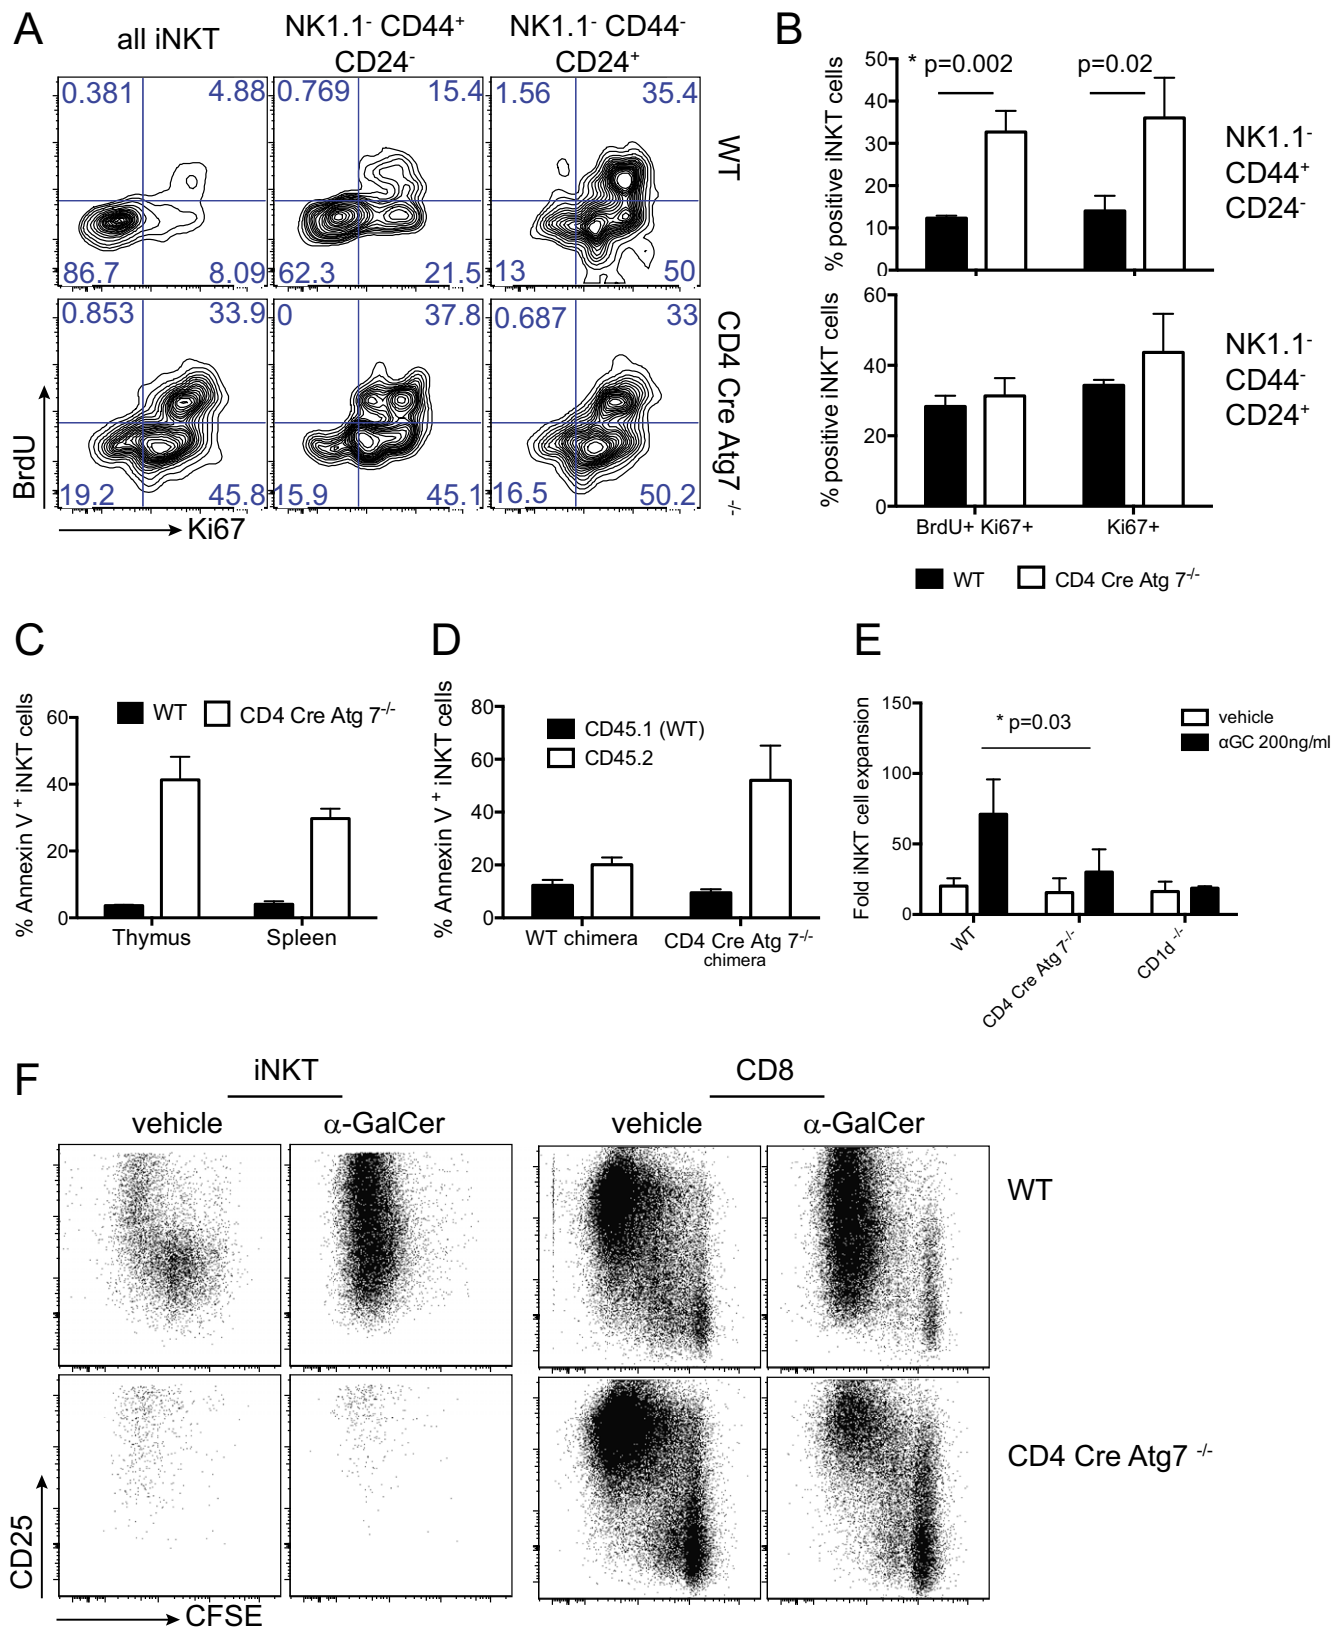 A
all iNKT
NK1.1- CD44+
CD24-
NK1.1- CD44-
CD24+
0.381
4.88
0.769
15.4
1.56
35.4
86.7
8.09
62.3
21.5
13
50
WT
0.853
33.9
0
37.8
0.687
33
19.2
45.8
15.9
45.1
16.5
50.2
CD4 Cre Atg7 -/-
BrdU
Ki67
B
% positive iNKT cells
50
40
30
20
10
0
* p=0.002
p=0.02
NK1.1-
CD44+
CD24-
% positive iNKT cells
60
40
20
0
NK1.1-
CD44-
CD24+
BrdU+ Ki67+
Ki67+
WT
CD4 Cre Atg 7-/-
C
% Annexin V + iNKT cells
60
40
20
0
WT
CD4 Cre Atg 7-/-
Thymus
Spleen
D
% Annexin V + iNKT cells
80
60
40
20
0
CD45.1 (WT)
CD45.2
WT chimera
CD4 Cre Atg 7-/-
chimera
E
Fold iNKT cell expansion
150
100
50
0
* p=0.03
vehicle
αGC 200ng/ml
WT
CD4 Cre Atg 7-/-
CD1d -/-
F
iNKT
CD8
vehicle
α-GalCer
vehicle
α-GalCer
WT
CD4 Cre Atg7 -/-
CD25
CFSE